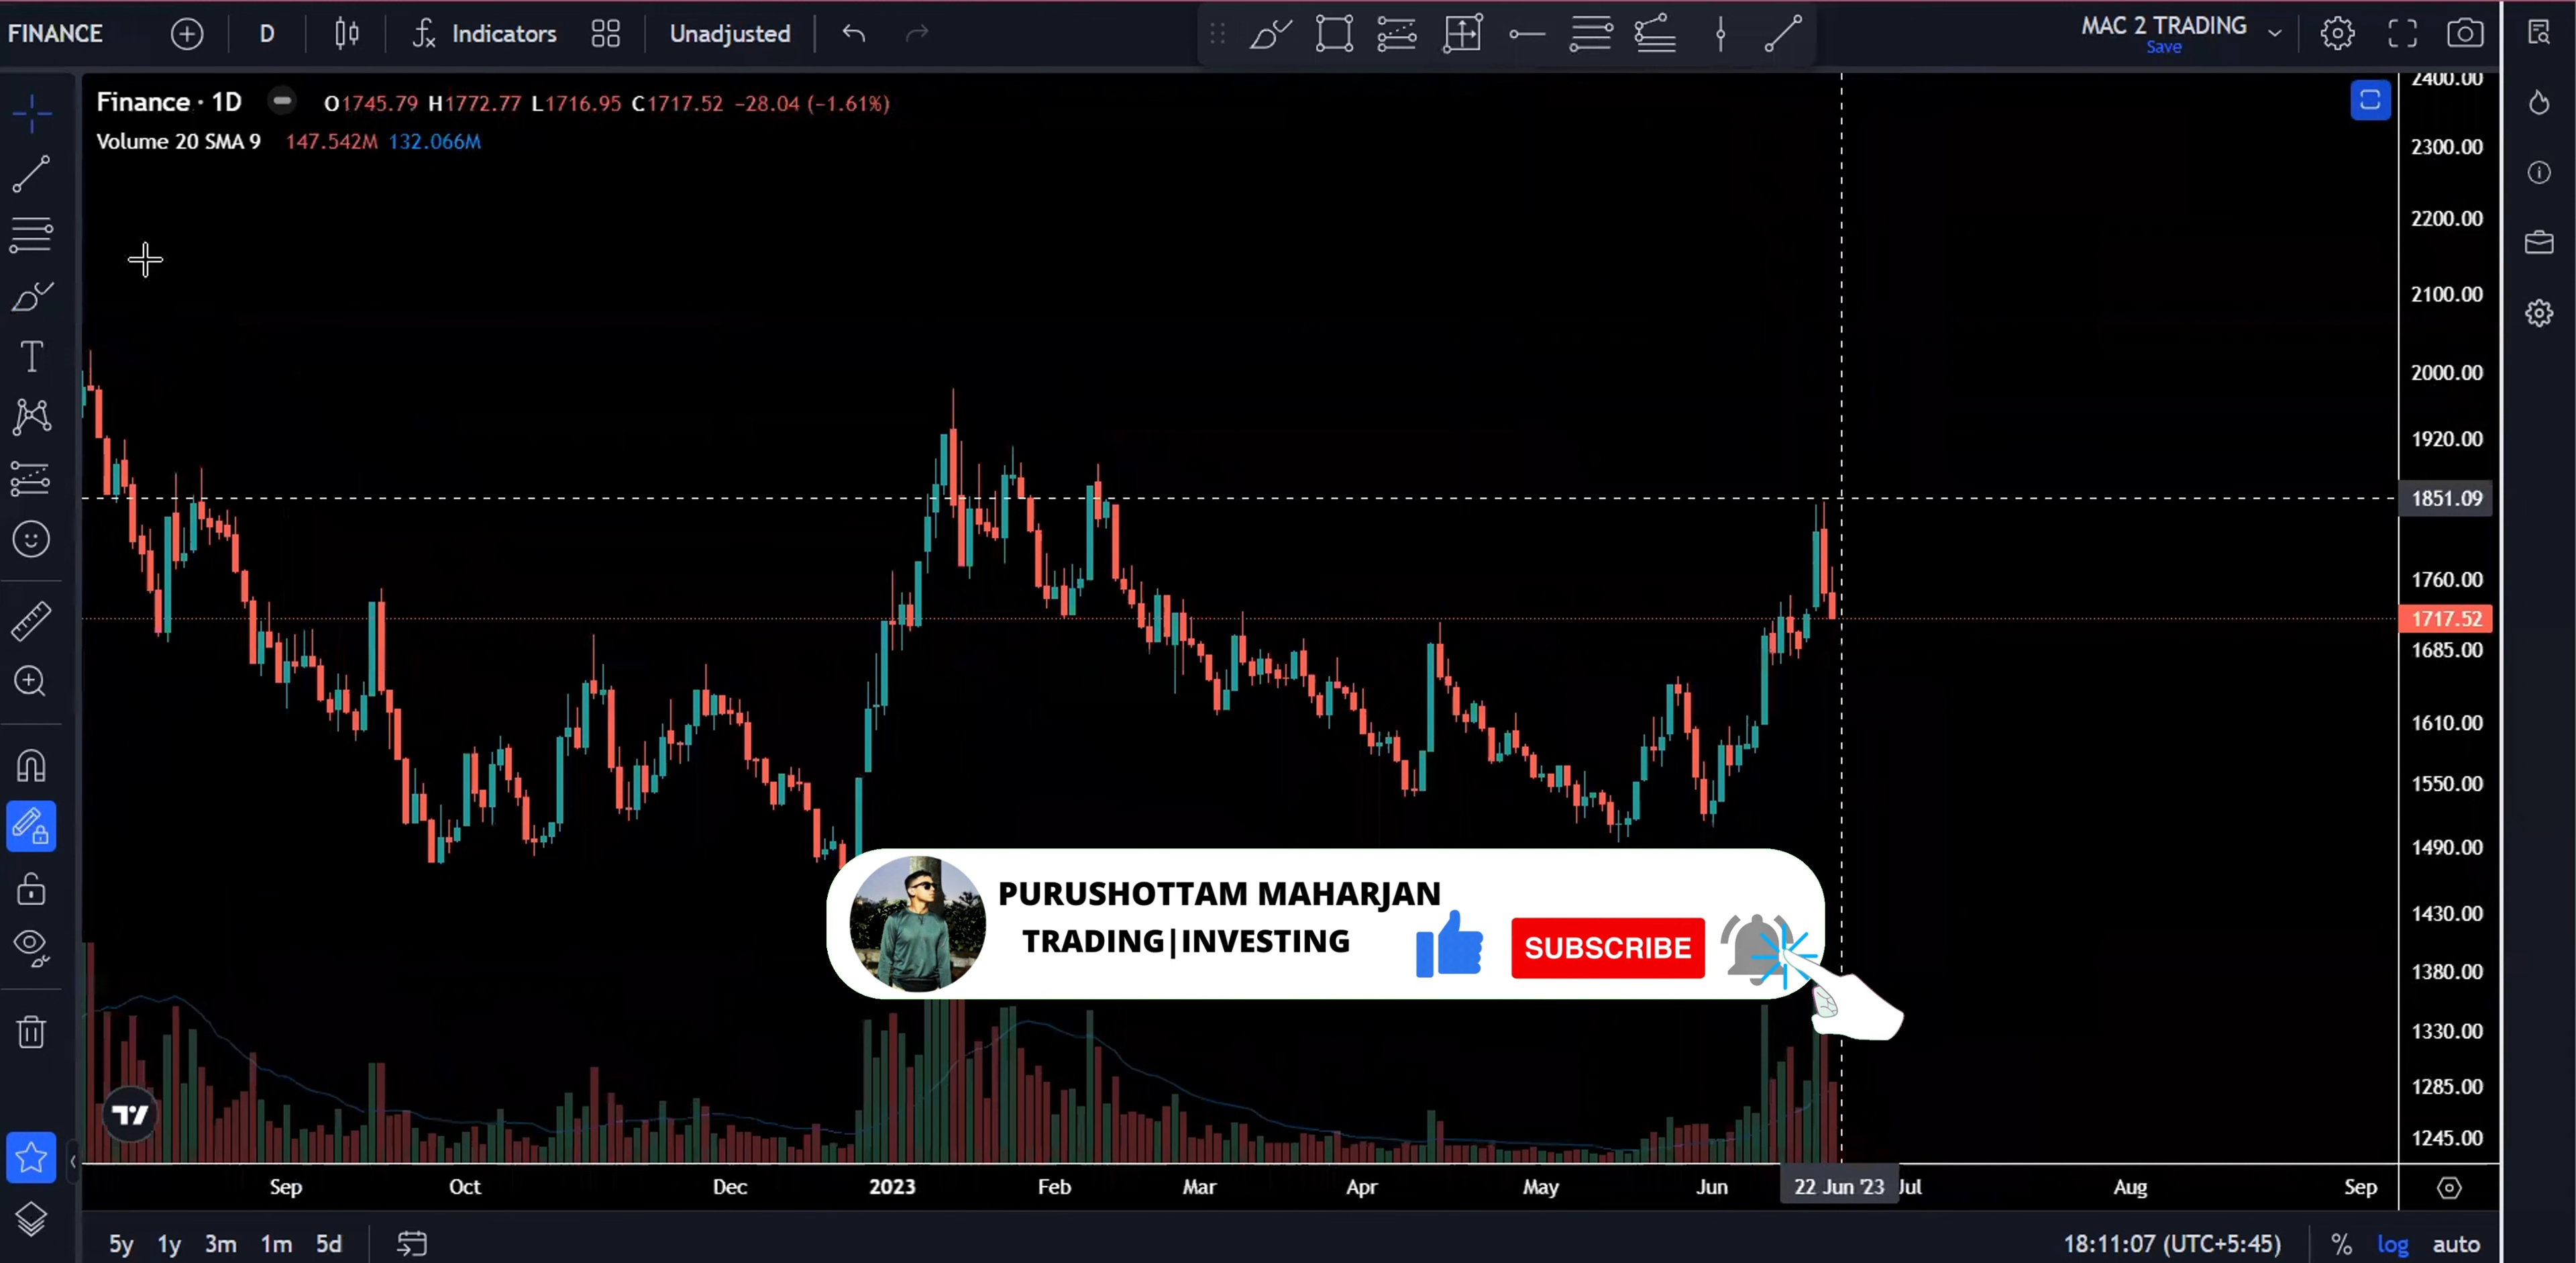 FINANCE D Indicators Unadjusted MAC 2 TRADING
Save
Finance · 1D O1745.79 H1772.77 L1716.95 C1717.52 −28.04 (−1.61%)
Volume 20 SMA 9 147.542M 132.066M
2400.00
2300.00
2200.00
2100.00
2000.00
1920.00
1851.09
1760.00
1717.52
1685.00
1610.00
1550.00
1490.00
1430.00
1380.00
1330.00
1285.00
1245.00
PURUSHOTTAM MAHARJAN
TRADING|INVESTING
SUBSCRIBE
Sep Oct Dec 2023 Feb Mar Apr May Jun 22 Jun '23 Jul Aug Sep
5y 1y 3m 1m 5d 18:11:07 (UTC+5:45) % log auto